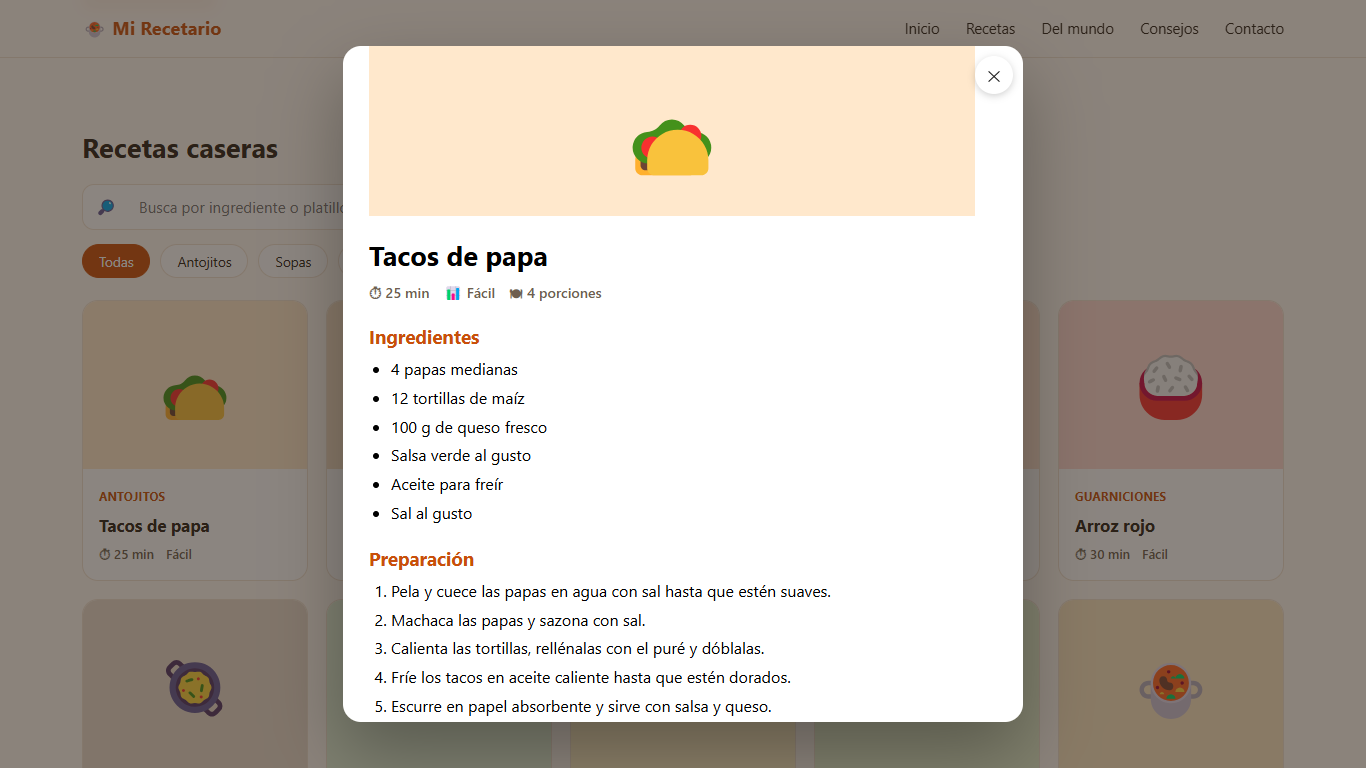 Mi Recetario
Inicio
Recetas
Del mundo
Consejos
Contacto
Recetas caseras
Busca por ingrediente o platillo
Todas
Antojitos
Sopas
ANTOJITOS
Tacos de papa
25 min Fácil
GUARNICIONES
Arroz rojo
30 min Fácil
Tacos de papa
25 min Fácil 4 porciones
Ingredientes
4 papas medianas
12 tortillas de maíz
100 g de queso fresco
Salsa verde al gusto
Aceite para freír
Sal al gusto
Preparación
1. Pela y cuece las papas en agua con sal hasta que estén suaves.
2. Machaca las papas y sazona con sal.
3. Calienta las tortillas, rellénalas con el puré y dóblalas.
4. Fríe los tacos en aceite caliente hasta que estén dorados.
5. Escurre en papel absorbente y sirve con salsa y queso.